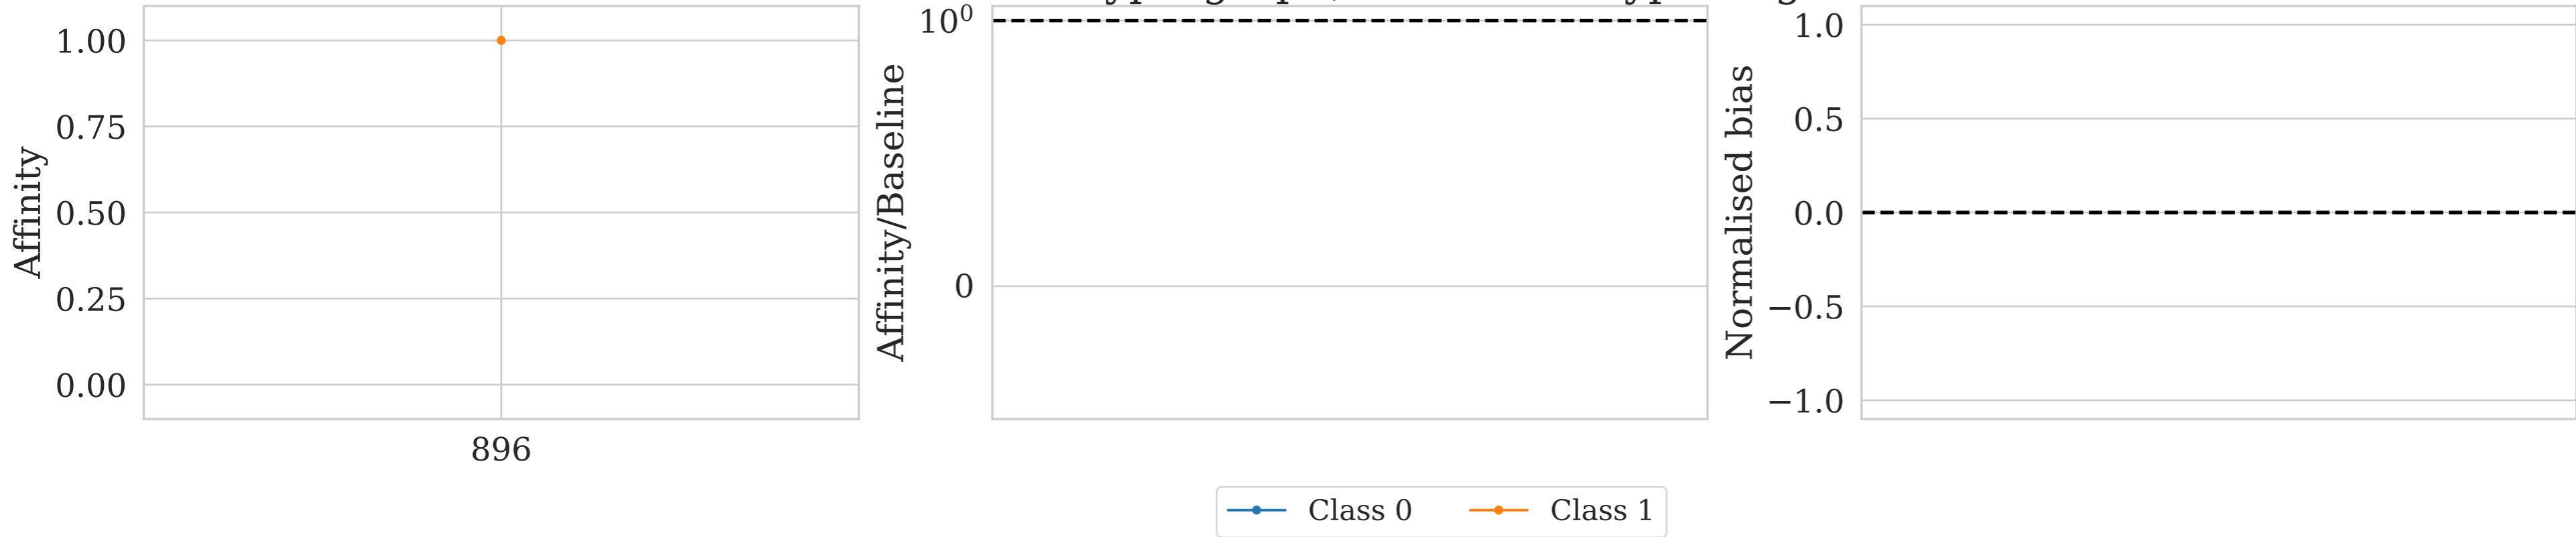 Affinity
1.00
0.75
0.50
0.25
0.00
896
Affinity/Baseline
10⁰
0
Normalised bias
1.0
0.5
0.0
−0.5
−1.0
Class 0
Class 1